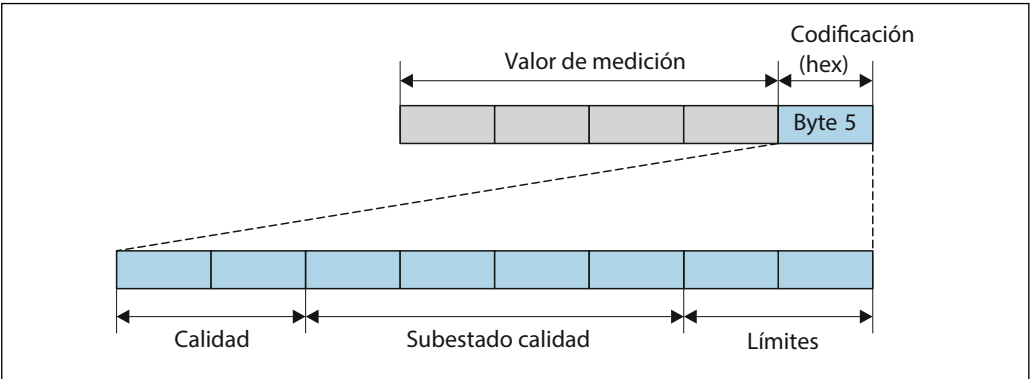 Codificación
(hex)
Valor de medición
Byte 5
Calidad
Subestado calidad
Límites